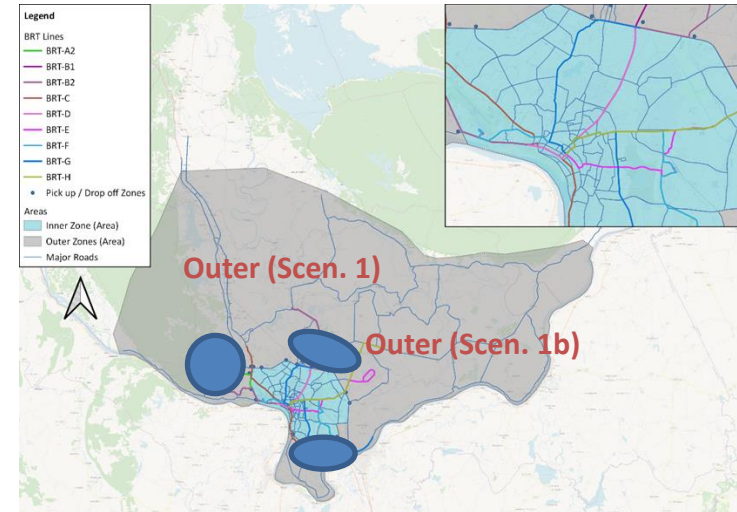 Legend
BRT Lines
BRT-A2
BRT-B1
BRT-B2
BRT-C
BRT-D
BRT-E
BRT-F
BRT-G
BRT-H
Pick up / Drop off Zones
Areas
Inner Zone (Area)
Outer Zones (Area)
Major Roads
Outer (Scen. 1)
Outer (Scen. 1b)